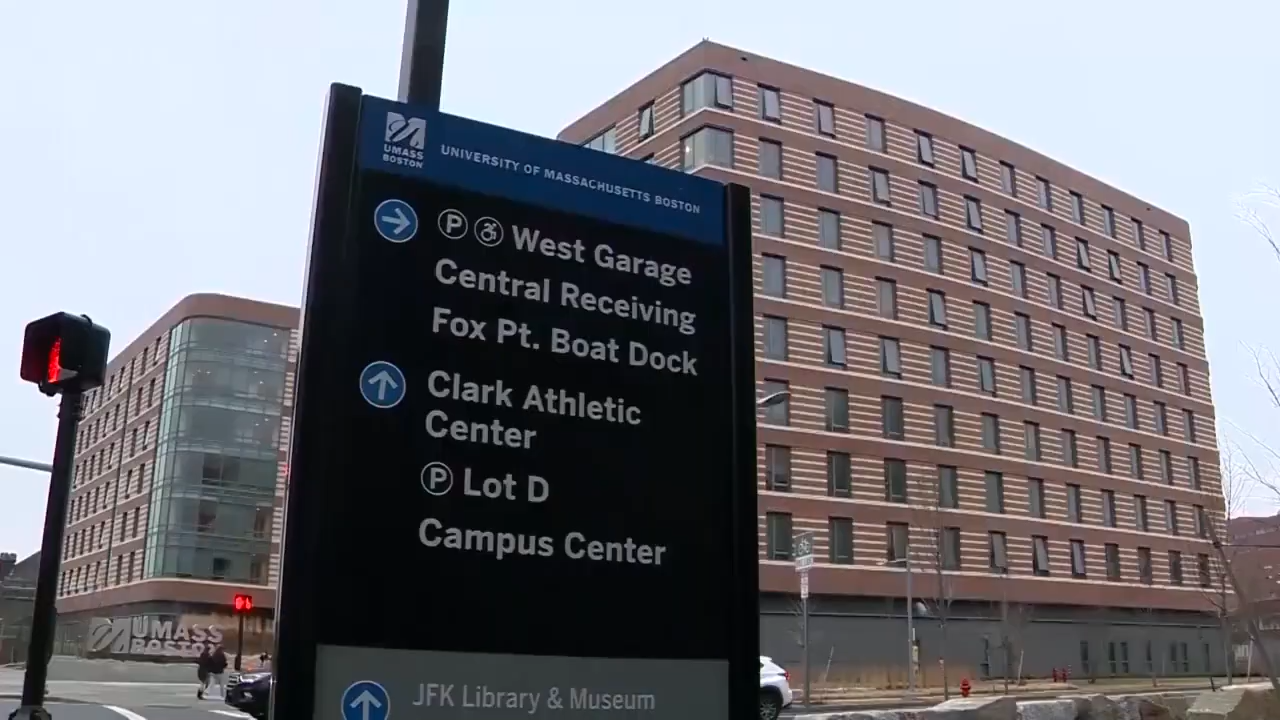 UMASS
BOSTON
UNIVERSITY OF MASSACHUSETTS BOSTON
P West Garage
Central Receiving
Fox Pt. Boat Dock
Clark Athletic
Center
P Lot D
Campus Center
JFK Library & Museum
UMASS
BOSTON